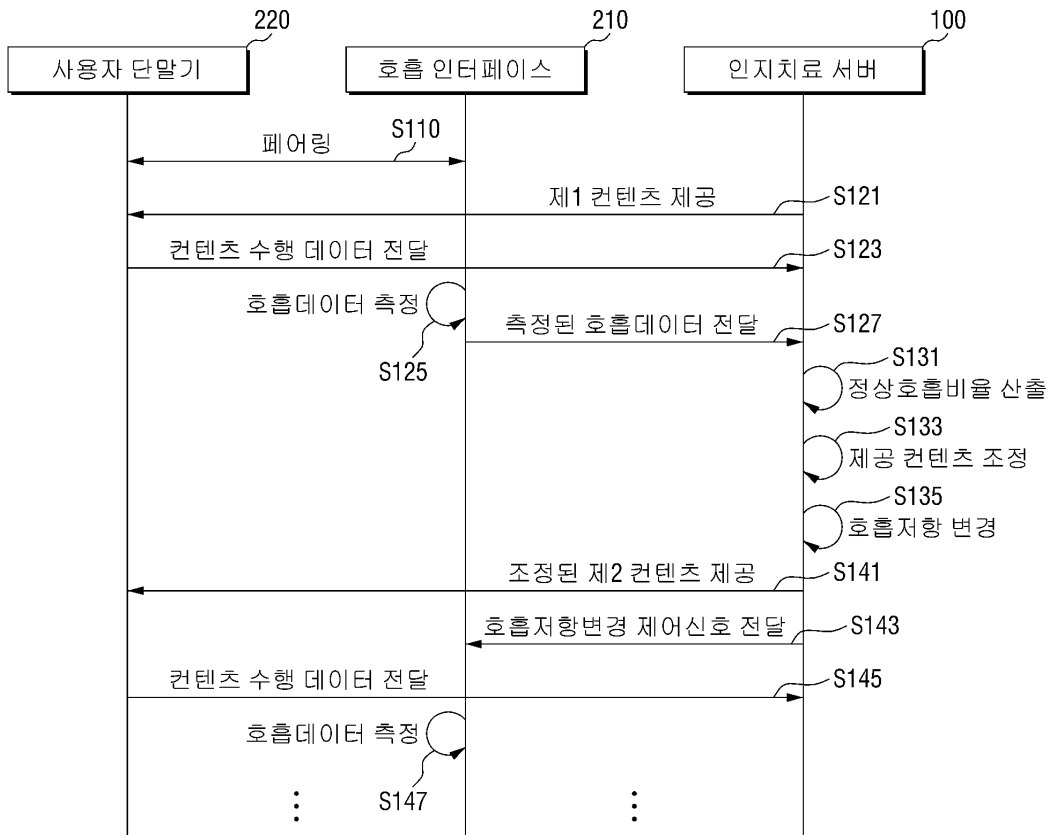 220
210
100
사용자 단말기
호흡 인터페이스
인지치료 서버
페어링
S110
제1 컨텐츠 제공
S121
컨텐츠 수행 데이터 전달
S123
호흡데이터 측정
S125
측정된 호흡데이터 전달
S127
S131
정상호흡비율 산출
S133
제공 컨텐츠 조정
S135
호흡저항 변경
조정된 제2 컨텐츠 제공
S141
호흡저항변경 제어신호 전달
S143
컨텐츠 수행 데이터 전달
S145
호흡데이터 측정
S147